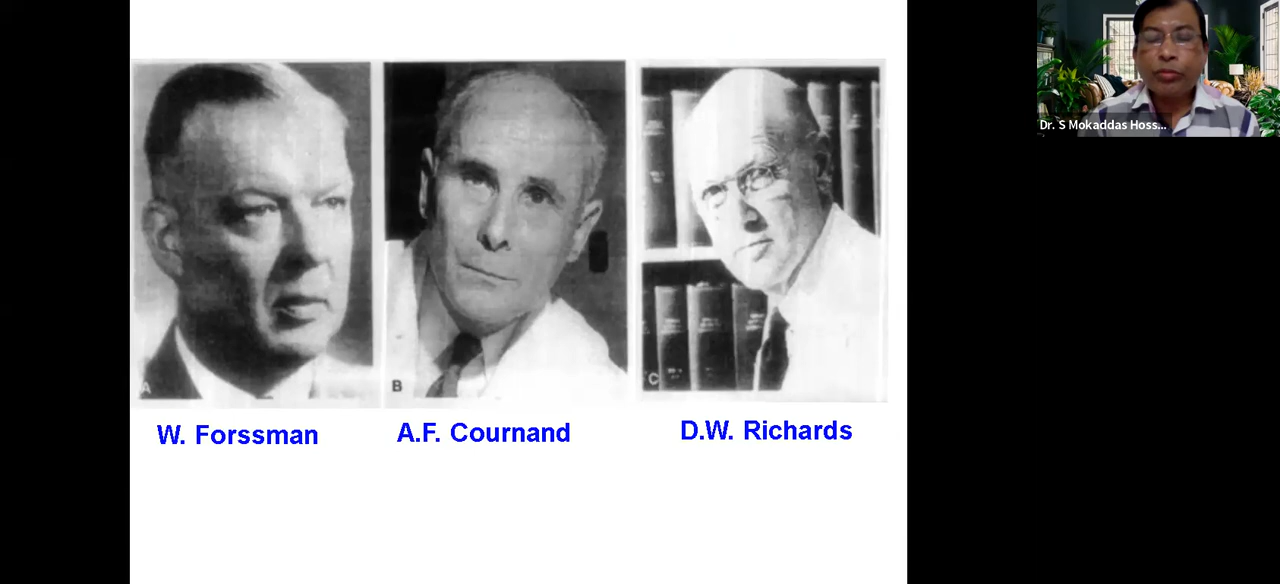 Dr. S Mokaddas Hoss...
A
B
C
W. Forssman
A.F. Cournand
D.W. Richards